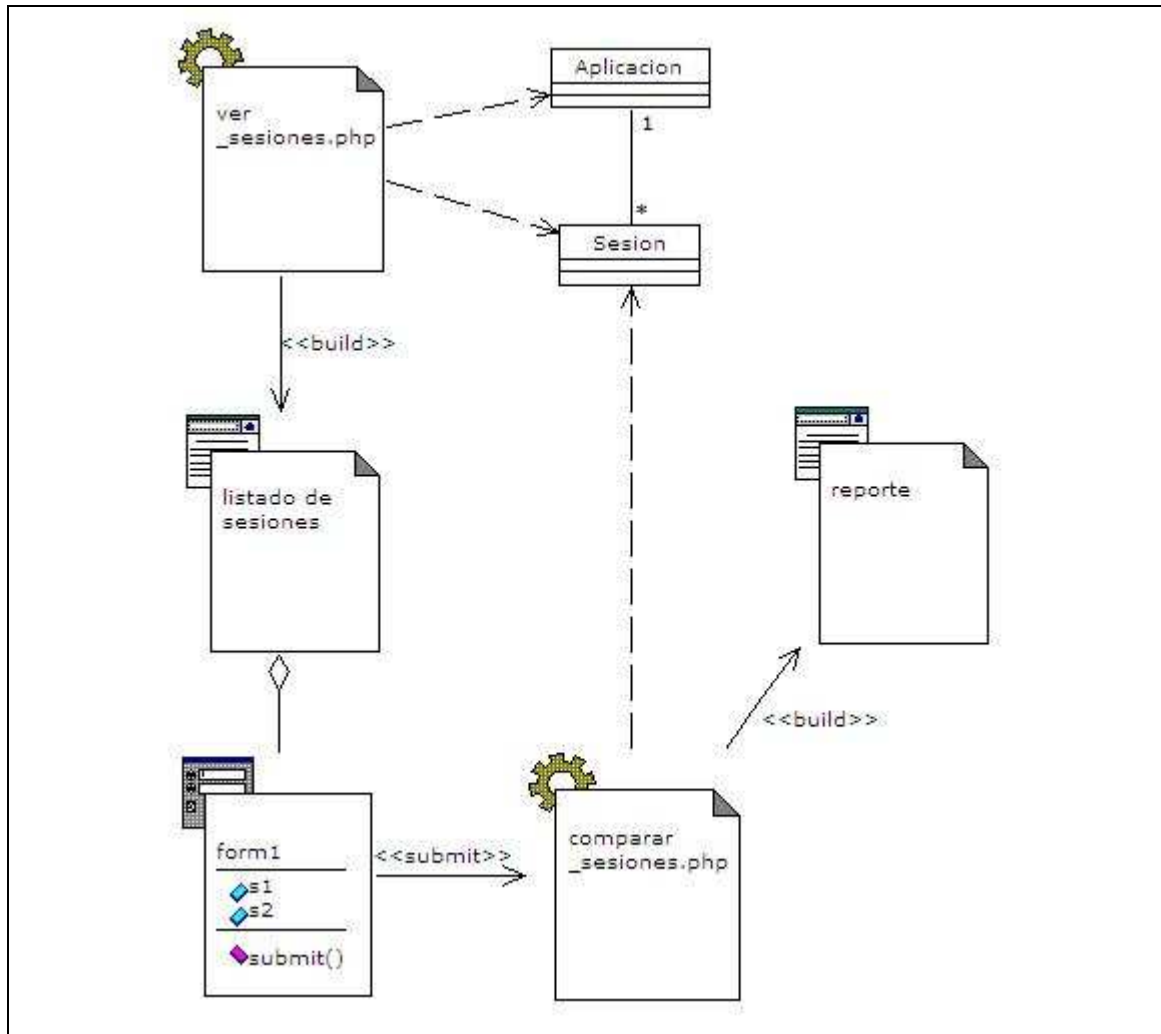 ver
_sesiones.php
Aplicacion
1
*
Sesion
<<build>>
listado de
sesiones
reporte
<<build>>
form1
s1
s2
submit()
<<submit>>
comparar
_sesiones.php